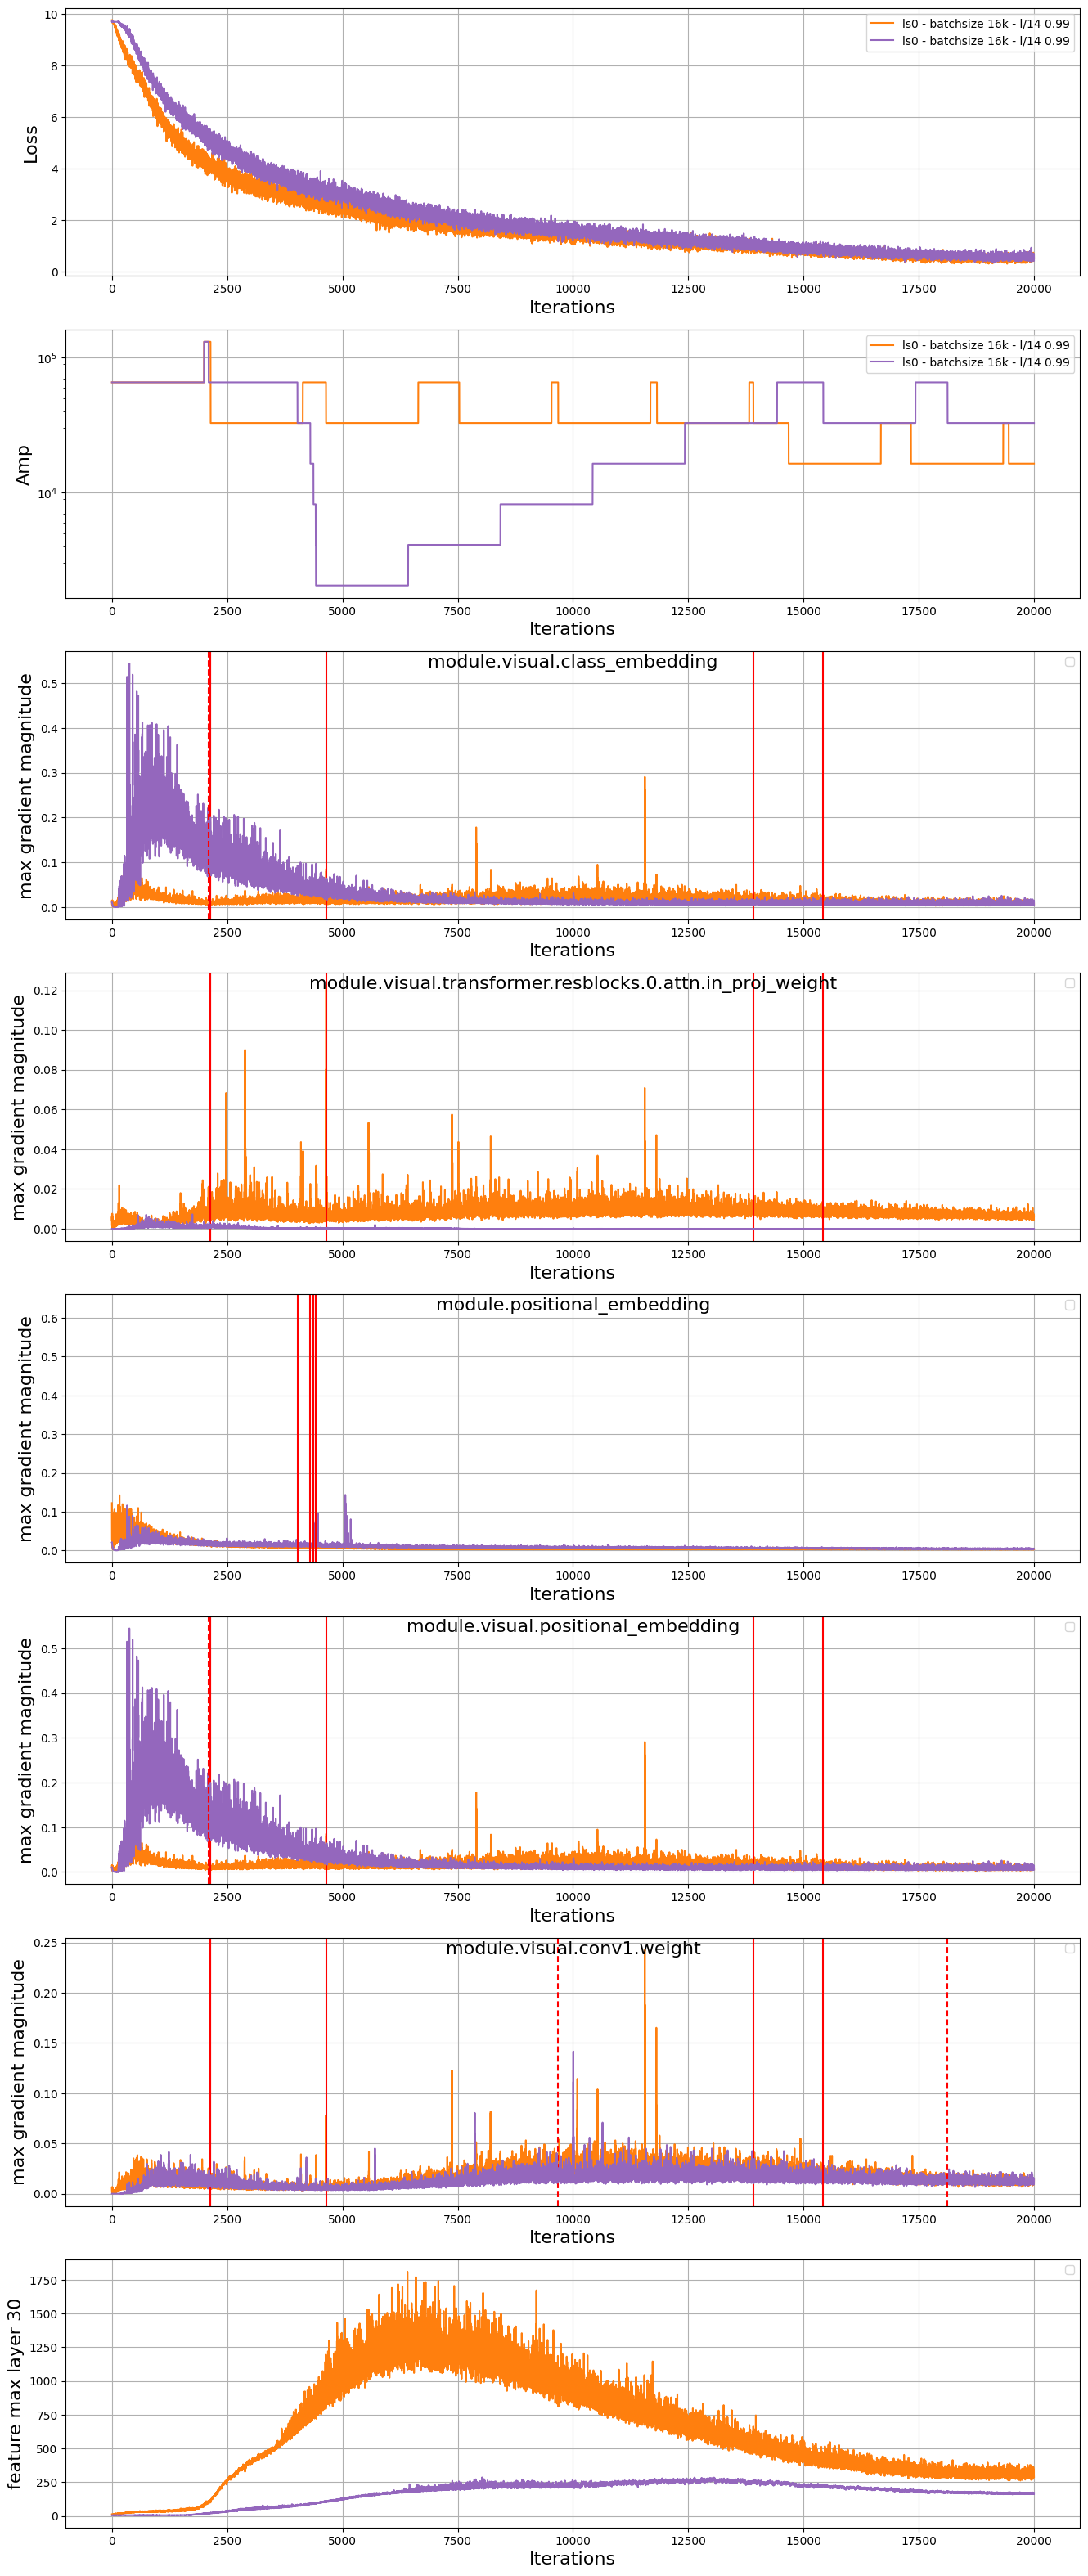 ls0 - batchsize 16k - l/14 0.99
ls0 - batchsize 16k - l/14 0.99
10
8
6
4
2
0
Loss
0 2500 5000 7500 10000 12500 15000 17500 20000
Iterations
ls0 - batchsize 16k - l/14 0.99
ls0 - batchsize 16k - l/14 0.99
10⁵
10⁴
Amp
0 2500 5000 7500 10000 12500 15000 17500 20000
Iterations
module.visual.class_embedding
0.5
0.4
0.3
0.2
0.1
0.0
max gradient magnitude
0 2500 5000 7500 10000 12500 15000 17500 20000
Iterations
module.visual.transformer.resblocks.0.attn.in_proj_weight
0.12
0.10
0.08
0.06
0.04
0.02
0.00
max gradient magnitude
0 2500 5000 7500 10000 12500 15000 17500 20000
Iterations
module.positional_embedding
0.6
0.5
0.4
0.3
0.2
0.1
0.0
max gradient magnitude
0 2500 5000 7500 10000 12500 15000 17500 20000
Iterations
module.visual.positional_embedding
0.5
0.4
0.3
0.2
0.1
0.0
max gradient magnitude
0 2500 5000 7500 10000 12500 15000 17500 20000
Iterations
module.visual.conv1.weight
0.25
0.20
0.15
0.10
0.05
0.00
max gradient magnitude
0 2500 5000 7500 10000 12500 15000 17500 20000
Iterations
1750
1500
1250
1000
750
500
250
0
feature max layer 30
0 2500 5000 7500 10000 12500 15000 17500 20000
Iterations